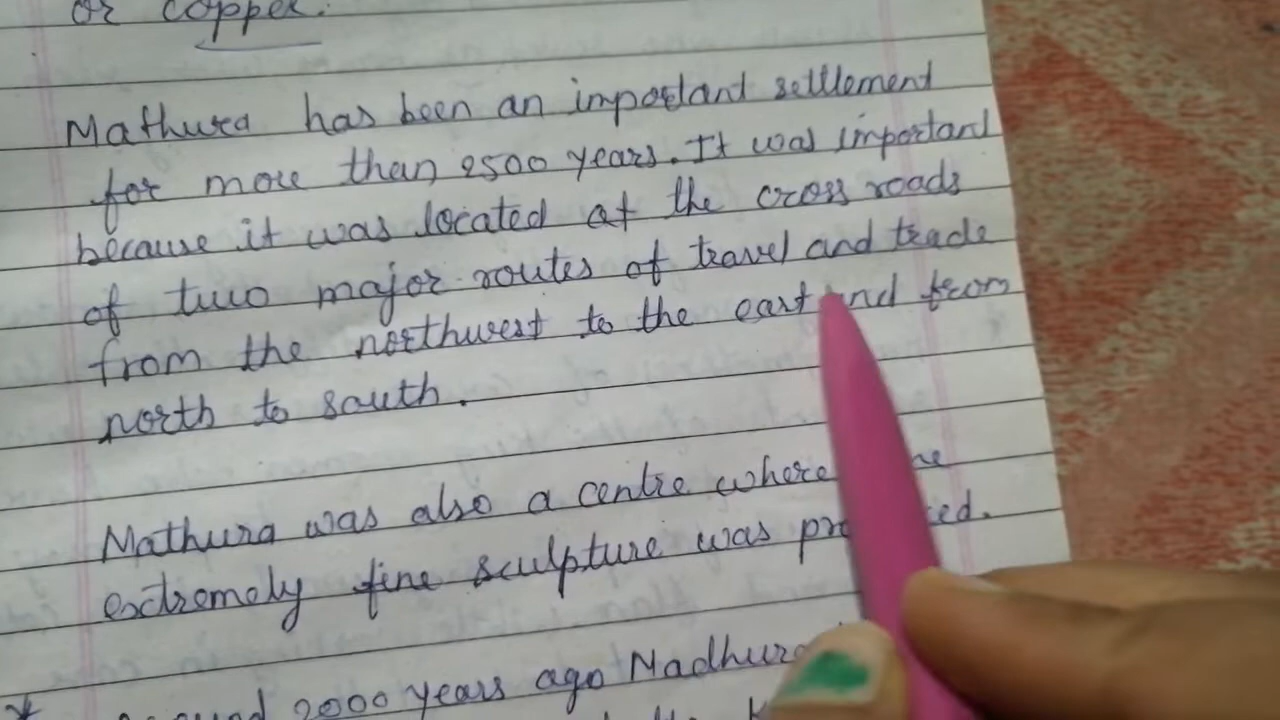 or copper.
Mathura has been an important settlement
for more than 2500 years. It was important
because it was located at the cross roads
of two major routes of travel and trade
from the northwest to the east and from
north to south.
Mathura was also a centre where
extremely fine sculpture was
2000 years ago